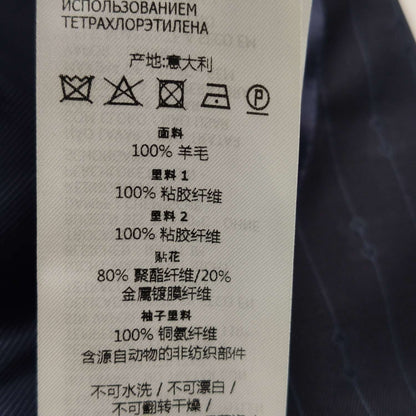 ИСПОЛЬЗОВАНИЕМ
ТЕТРАХЛОРЭТИЛЕНА
产地:意大利
P
面料
100% 羊毛
里料 1
100% 粘胶纤维
里料 2
100% 粘胶纤维
贴花
80% 聚酯纤维/20%
金属镀膜纤维
袖子里料
100% 铜氨纤维
含源自动物的非纺织部件
不可水洗 / 不可漂白 /
不可翻转干燥 /